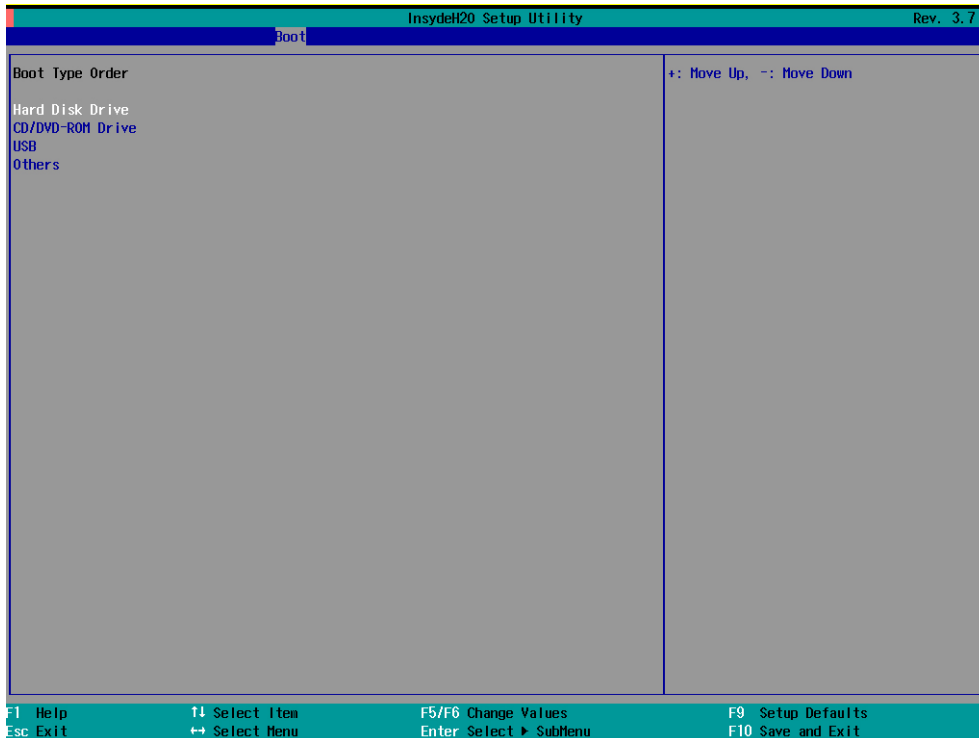 InsydeH20 Setup Utility Rev. 3.7
Boot
Boot Type Order
+: Move Up, -: Move Down
Hard Disk Drive
CD/DVD-ROM Drive
USB
Others
F1 Help ↑↓ Select Item F5/F6 Change Values F9 Setup Defaults
Esc Exit ↔ Select Menu Enter Select ▶ SubMenu F10 Save and Exit